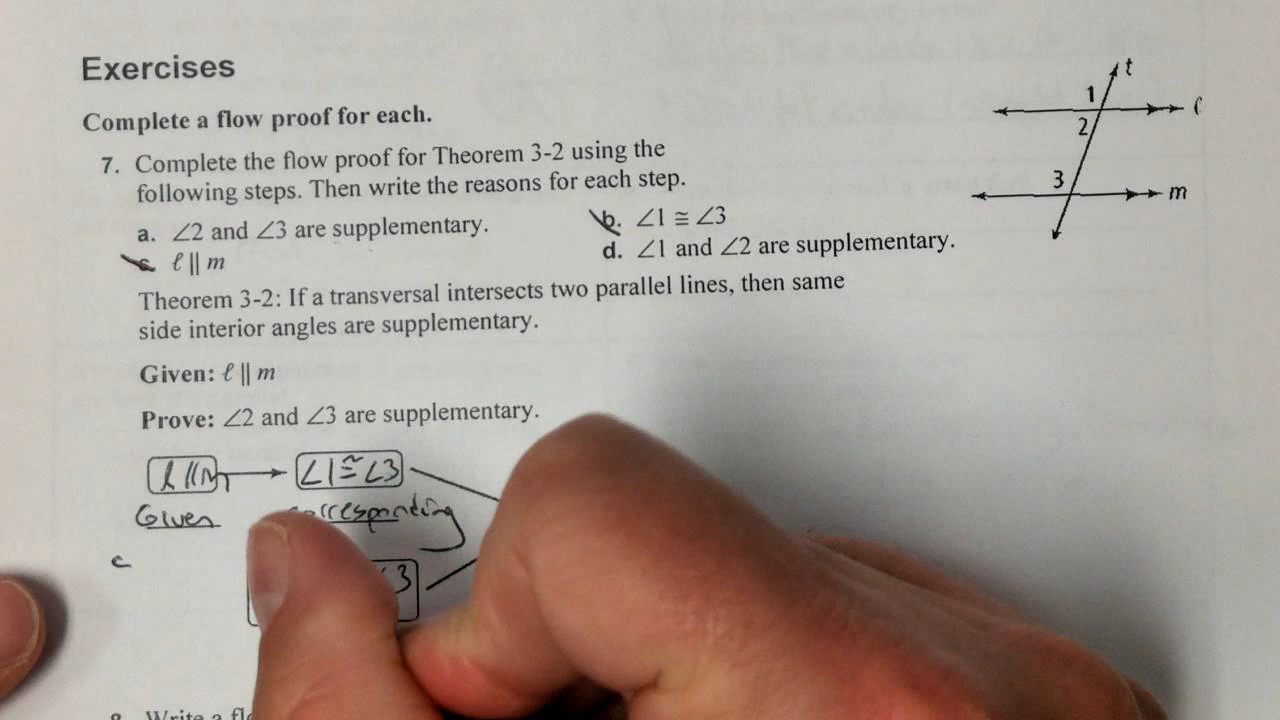 Exercises
Complete a flow proof for each.
7. Complete the flow proof for Theorem 3-2 using the
following steps. Then write the reasons for each step.
a. ∠2 and ∠3 are supplementary.
b. ∠1 ≅ ∠3
c. ℓ || m
d. ∠1 and ∠2 are supplementary.
Theorem 3-2: If a transversal intersects two parallel lines, then same
side interior angles are supplementary.
Given: ℓ || m
Prove: ∠2 and ∠3 are supplementary.
ℓ || m
∠1 ≅ ∠3
Given
corresponding
c
3
Write a
t
1
2
3
m